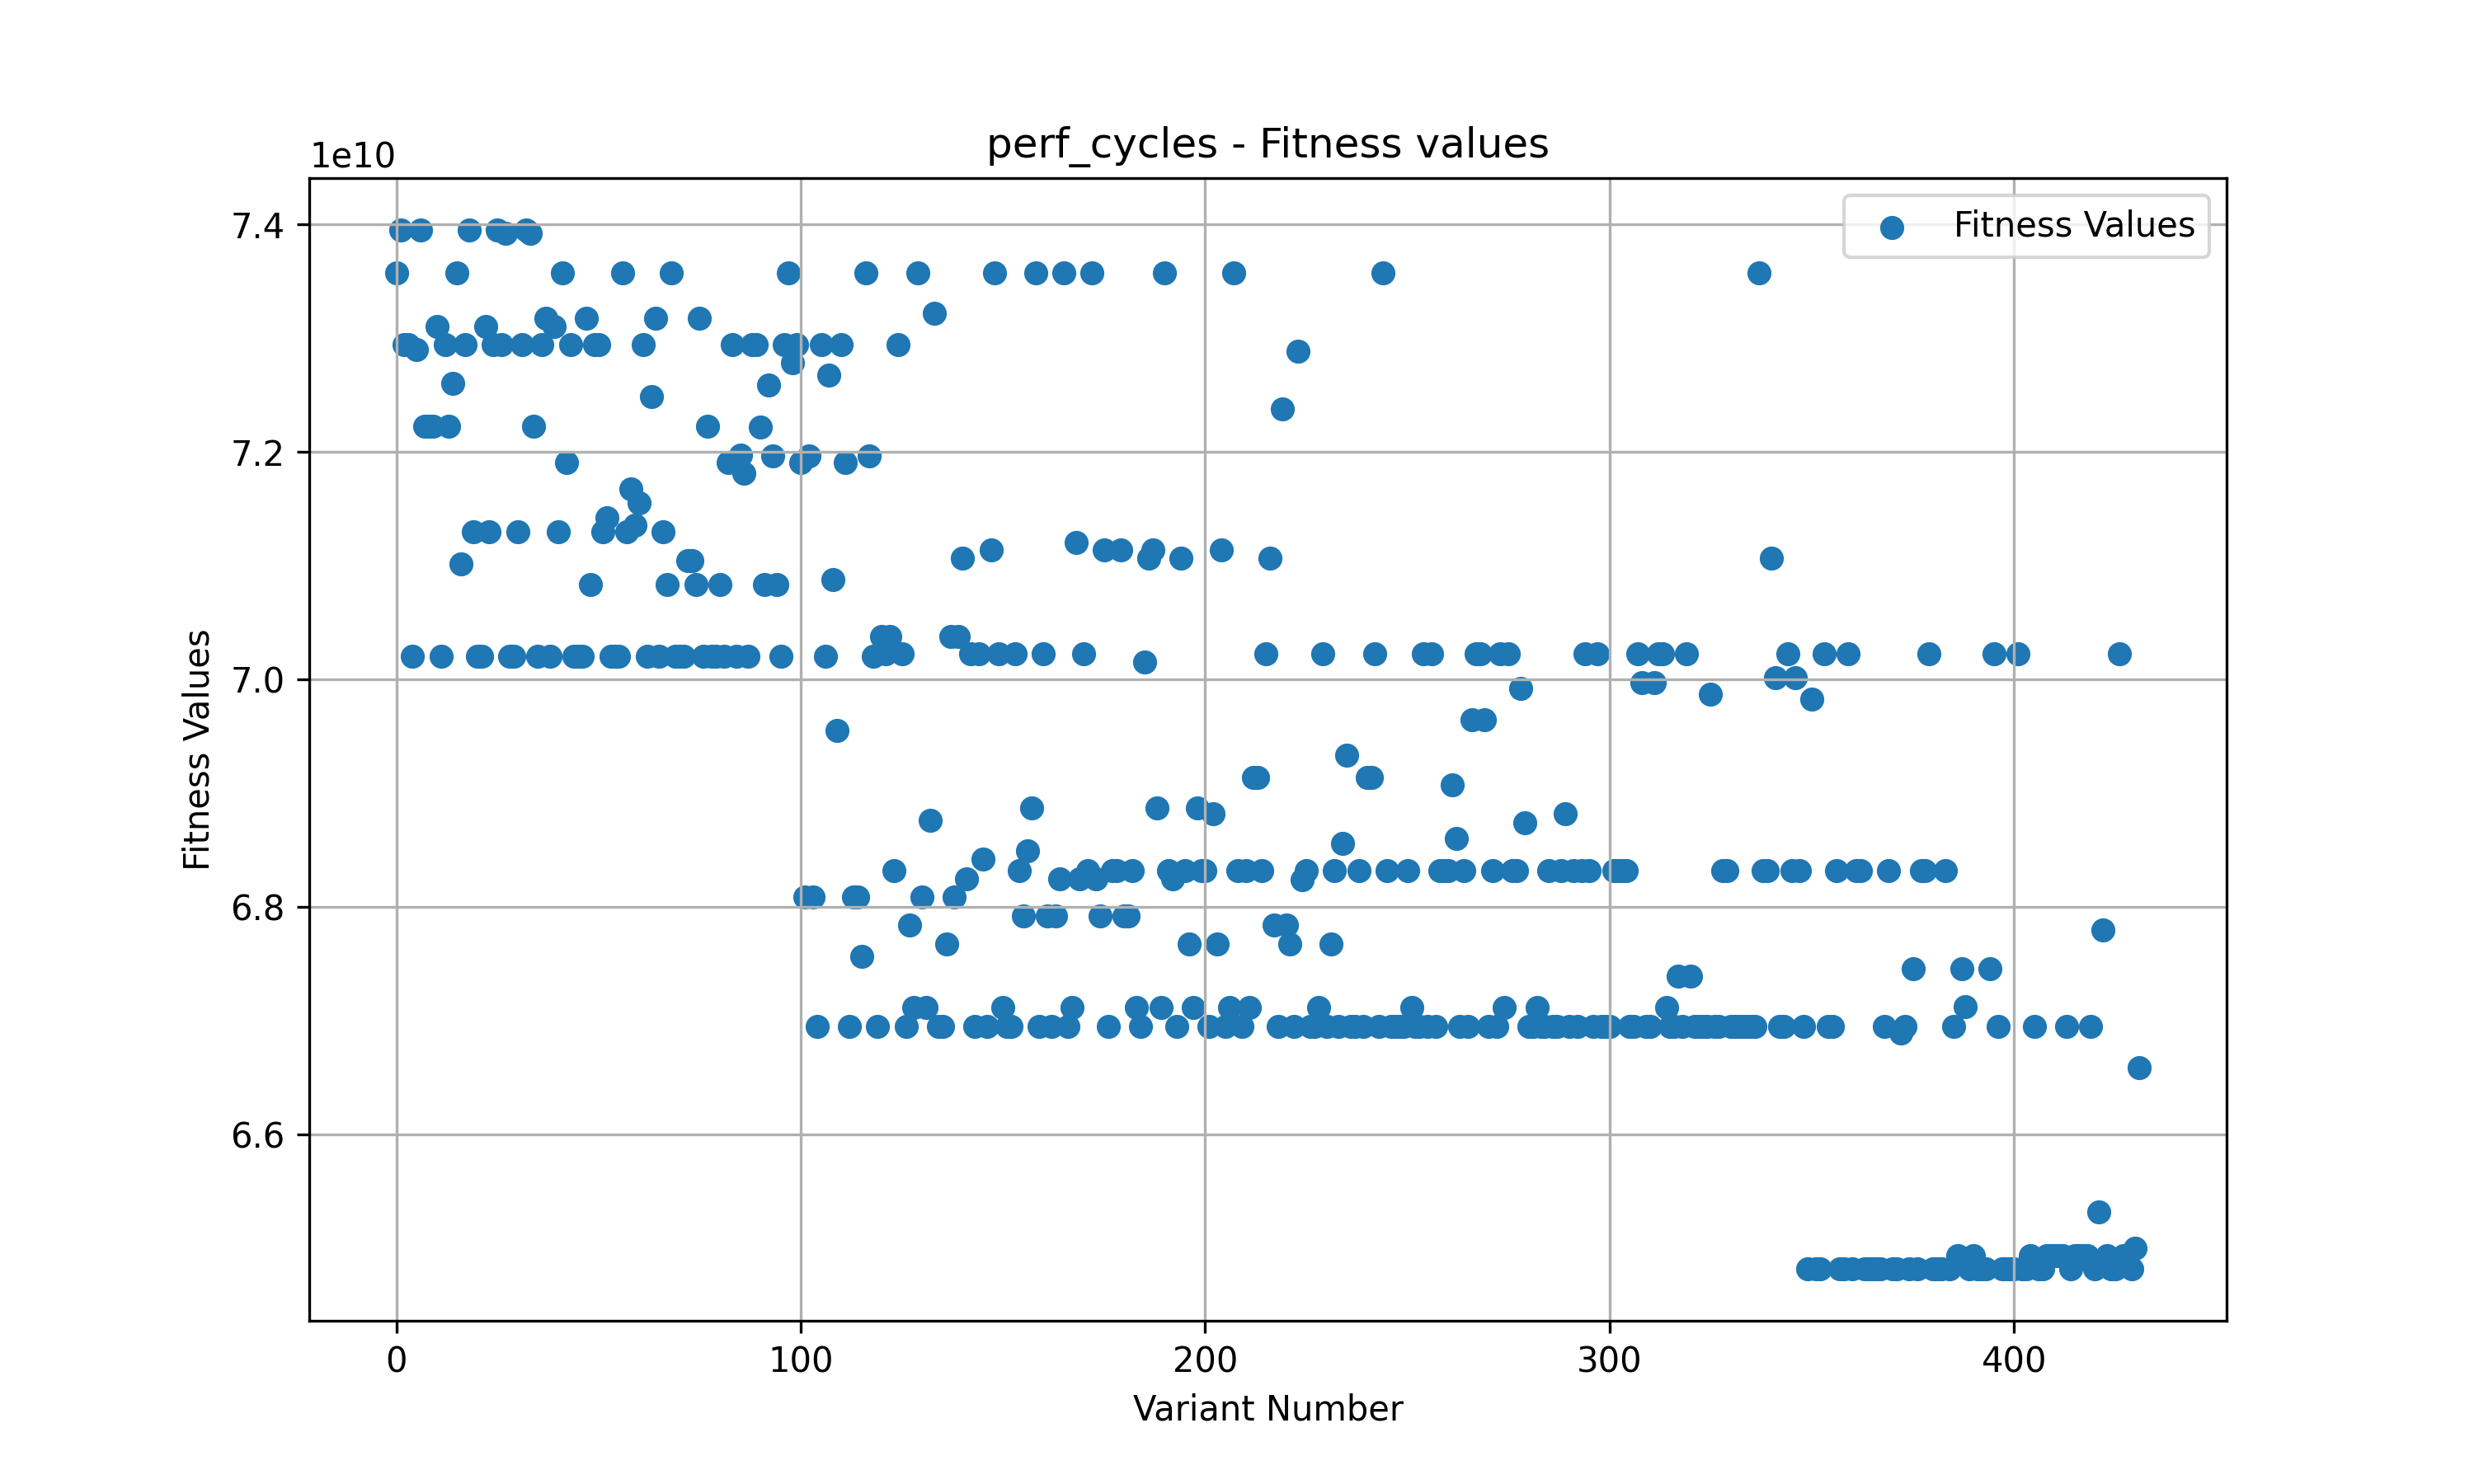 perf_cycles - Fitness values
1e10
Fitness Values
7.4
7.2
7.0
6.8
6.6
Fitness Values
0 100 200 300 400
Variant Number